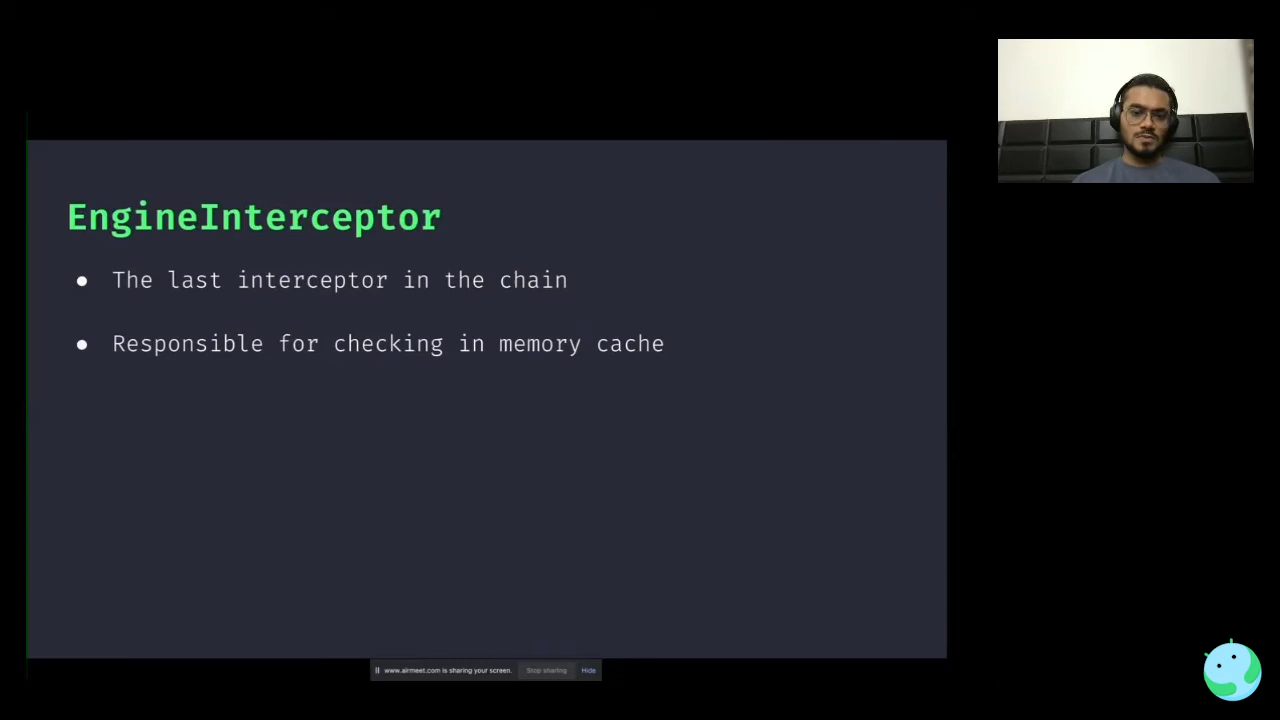 EngineInterceptor
● The last interceptor in the chain
● Responsible for checking in memory cache
www.airmeet.com is sharing your screen. Stop sharing Hide